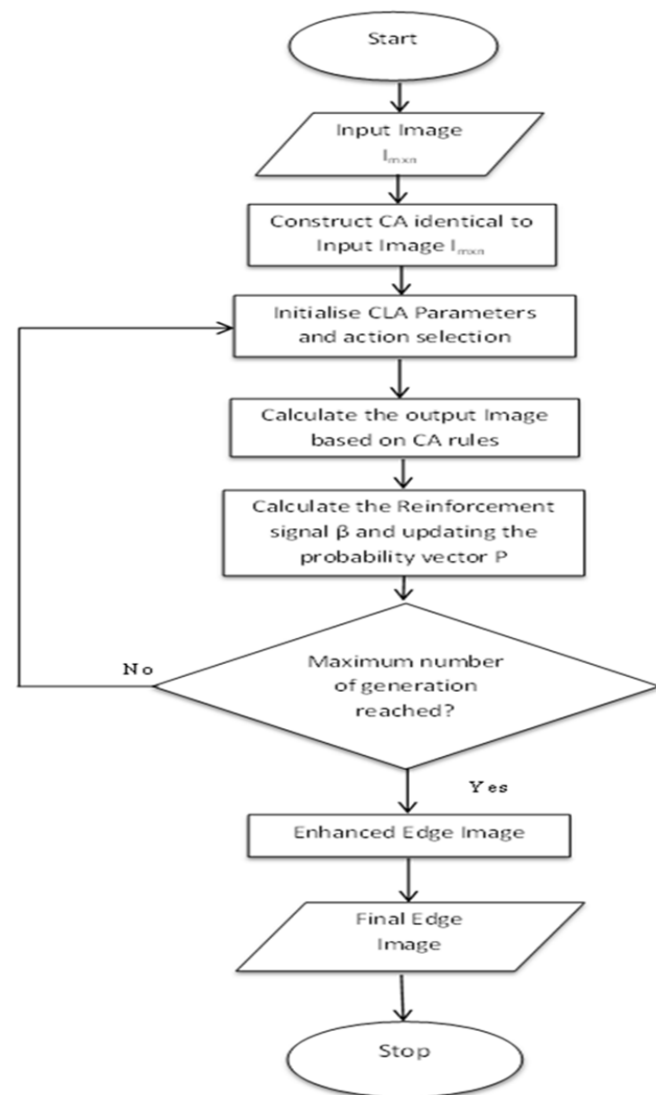 Start
Input Image
Imxn
Construct CA identical to
Input Image Imxn
Initialise CLA Parameters
and action selection
Calculate the output Image
based on CA rules
Calculate the Reinforcement
signal β and updating the
probability vector P
Maximum number
of generation
reached?
No
Yes
Enhanced Edge Image
Final Edge
Image
Stop